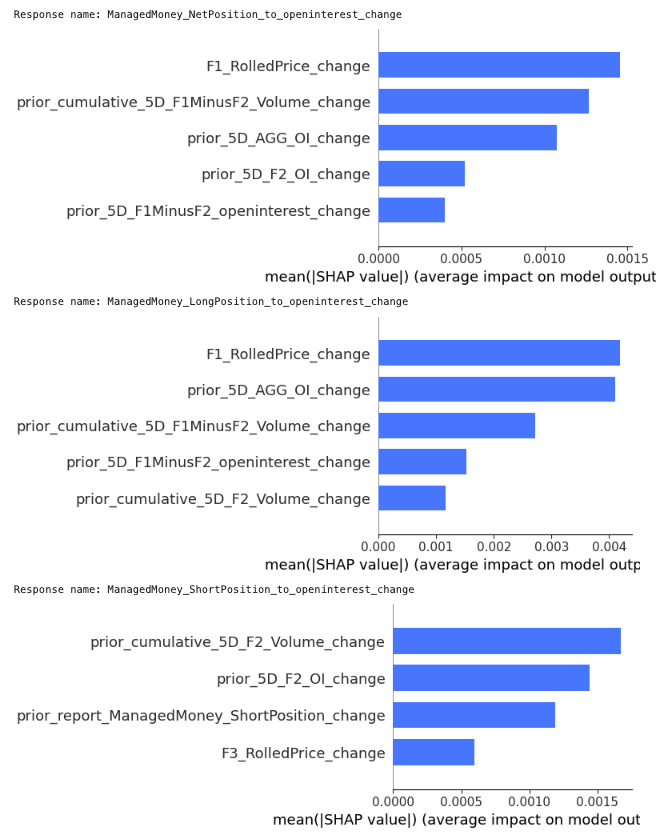 Response name: ManagedMoney_NetPosition_to_openinterest_change
F1_RolledPrice_change
prior_cumulative_5D_F1MinusF2_Volume_change
prior_5D_AGG_OI_change
prior_5D_F2_OI_change
prior_5D_F1MinusF2_openinterest_change
0.0000 0.0005 0.0010 0.0015
mean(|SHAP value|) (average impact on model output
Response name: ManagedMoney_LongPosition_to_openinterest_change
F1_RolledPrice_change
prior_5D_AGG_OI_change
prior_cumulative_5D_F1MinusF2_Volume_change
prior_5D_F1MinusF2_openinterest_change
prior_cumulative_5D_F2_Volume_change
0.000 0.001 0.002 0.003 0.004
mean(|SHAP value|) (average impact on model outp
Response name: ManagedMoney_ShortPosition_to_openinterest_change
prior_cumulative_5D_F2_Volume_change
prior_5D_F2_OI_change
prior_report_ManagedMoney_ShortPosition_change
F3_RolledPrice_change
0.0000 0.0005 0.0010 0.0015
mean(|SHAP value|) (average impact on model out